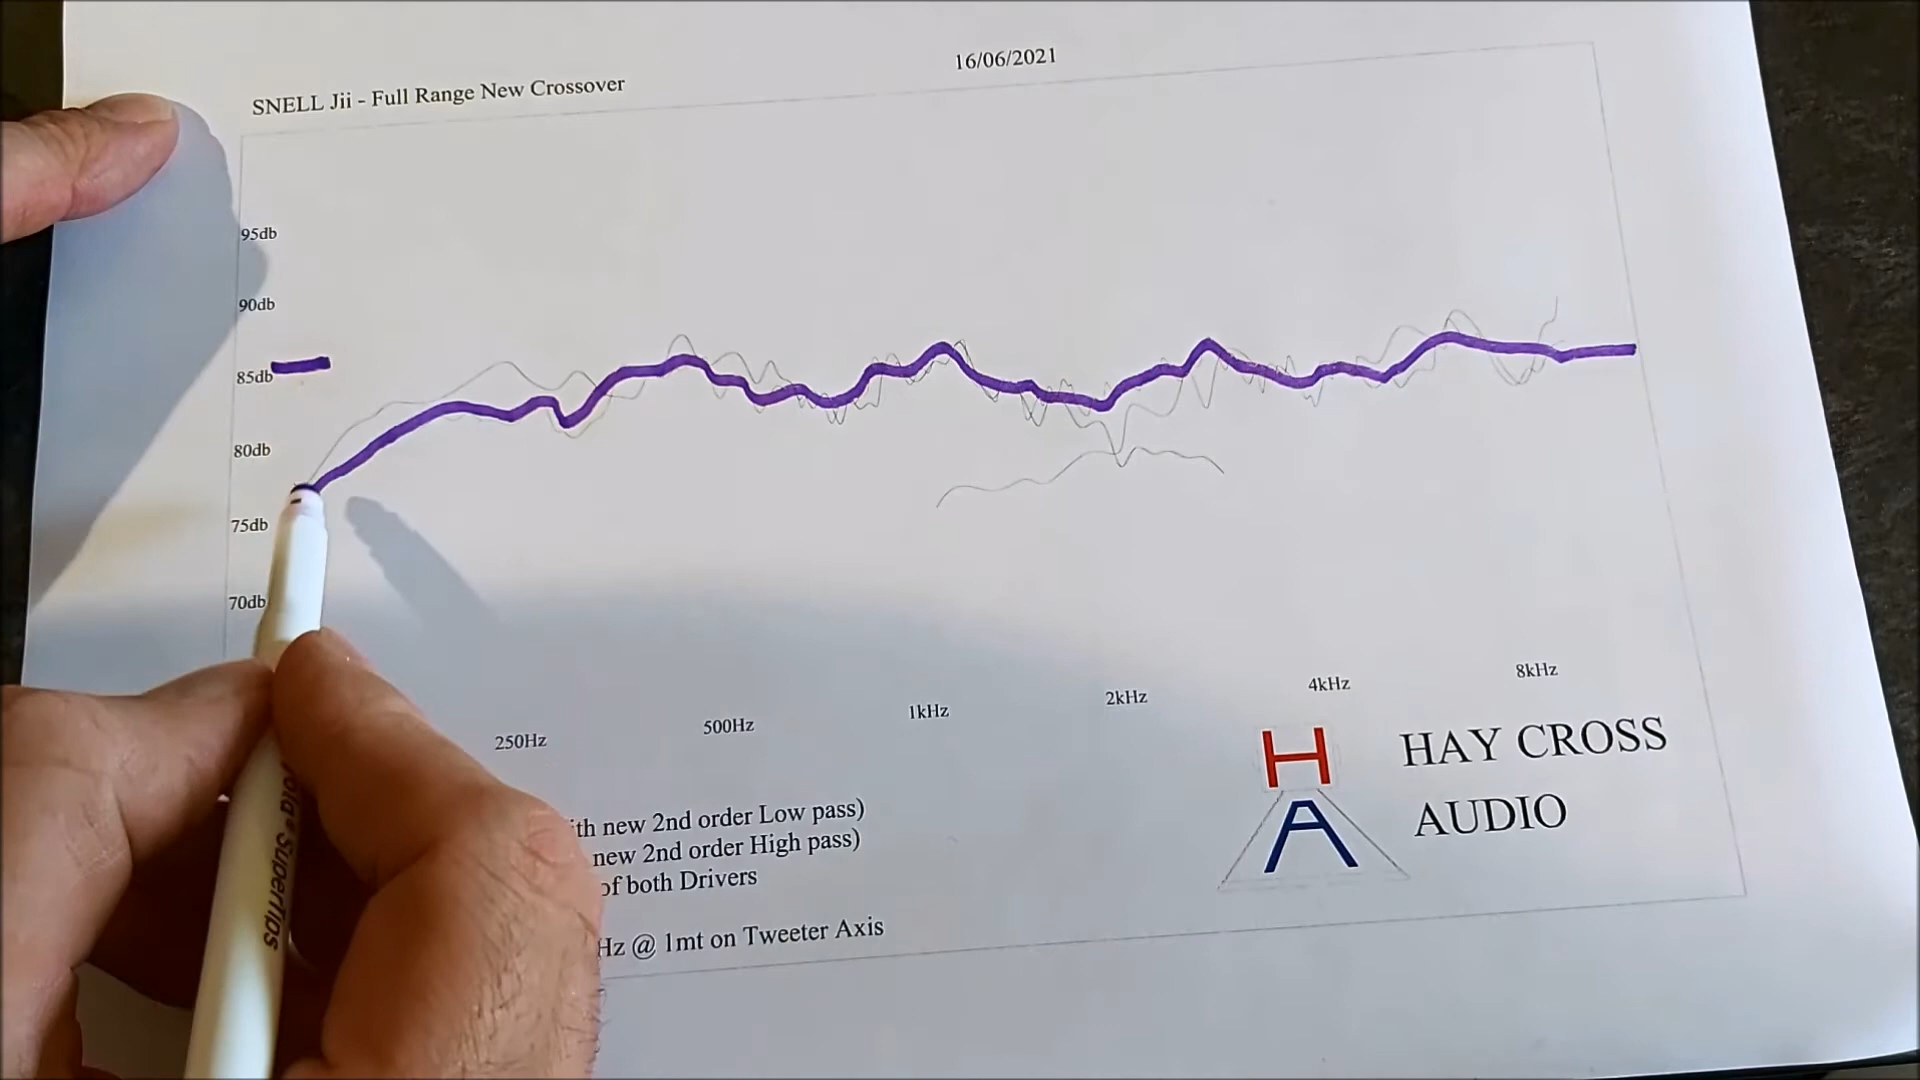 16/06/2021
SNELL Jii - Full Range New Crossover
95db
90db
85db
80db
75db
70db
250Hz
500Hz
1kHz
2kHz
4kHz
8kHz
new 2nd order Low pass)
new 2nd order High pass)
of both Drivers
@ 1mt on Tweeter Axis
HA
HAY CROSS
AUDIO
SuperTips